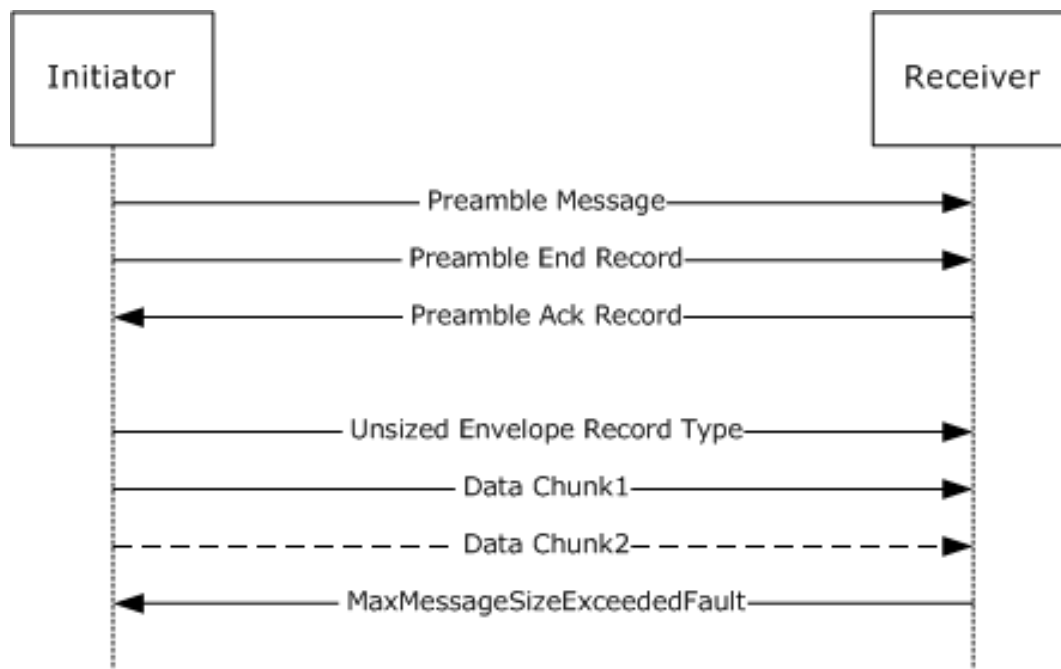 Initiator
Receiver
Preamble Message
Preamble End Record
Preamble Ack Record
Unsized Envelope Record Type
Data Chunk1
Data Chunk2
MaxMessageSizeExceededFault